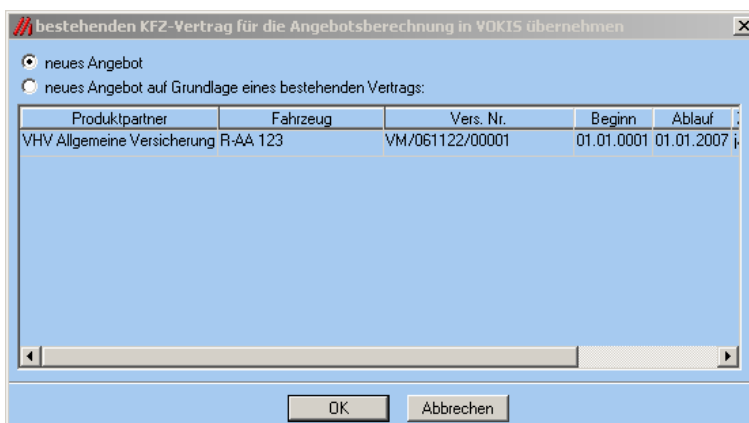 bestehenden KFZ-Vertrag für die Angebotsberechnung in VOKIS übernehmen
neues Angebot
neues Angebot auf Grundlage eines bestehenden Vertrags:
Produktpartner Fahrzeug Vers. Nr. Beginn Ablauf
VHV Allgemeine Versicherung R-AA 123 VM/061122/00001 01.01.0001 01.01.2007
OK Abbrechen